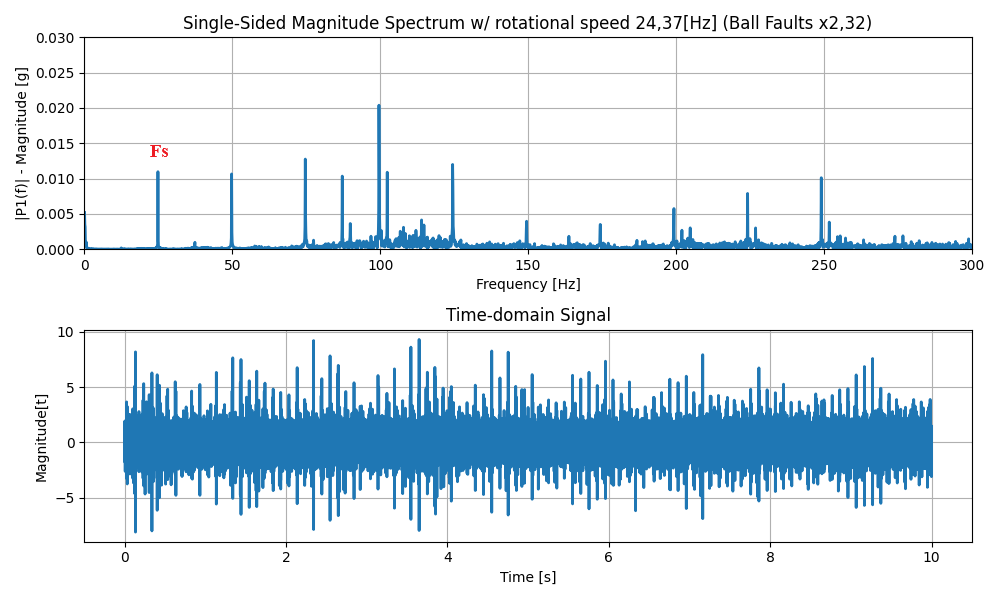 Single-Sided Magnitude Spectrum w/ rotational speed 24,37[Hz] (Ball Faults x2,32)
|P1(f)| - Magnitude [g]
0.030
0.025
0.020
0.015
0.010
0.005
0.000
Fs
0 50 100 150 200 250 300
Frequency [Hz]
Time-domain Signal
Magnitude[t]
10
5
0
−5
0 2 4 6 8 10
Time [s]